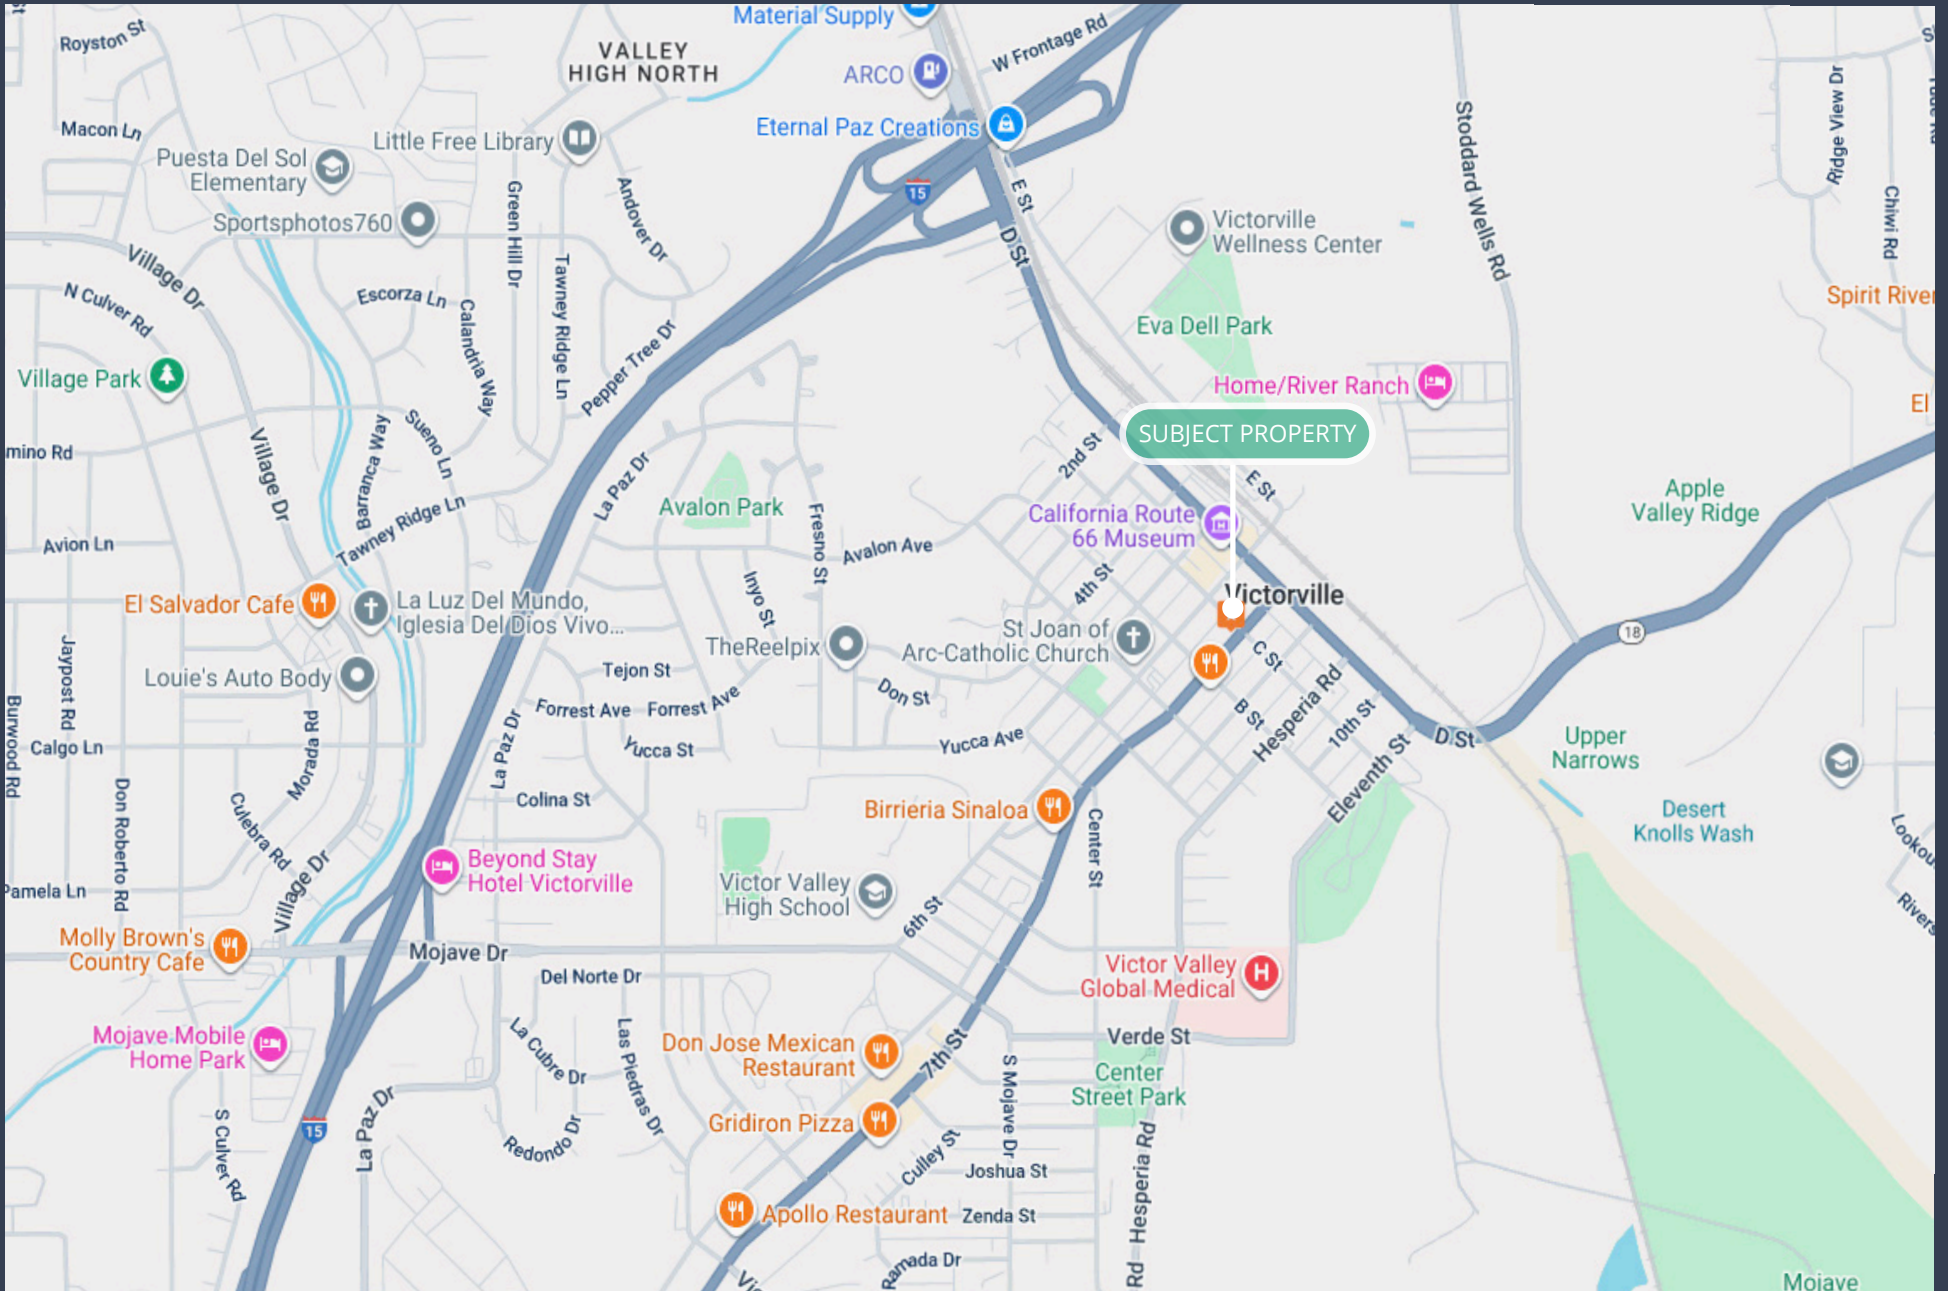 Material Supply
W Frontage Rd
Royston St
VALLEY
HIGH NORTH
ARCO
Stoddard Wells Rd
Ridge View Dr
Macon Ln
Little Free Library
Eternal Paz Creations
Puesta Del Sol
Elementary
15
E St
Green Hill Dr
Andover Dr
Sportsphotos760
Victorville
Wellness Center
Chiwi Rd
D St
Village Dr
Tawney Ridge Ln
N Culver Rd
Escorza Ln
Calandria Way
Spirit River
Eva Dell Park
Pepper Tree Dr
Village Park
Home/River Ranch
El
SUBJECT PROPERTY
mino Rd
Village Dr
Barranca Way
Sueno Ln
2nd St
La Paz Dr
E St
Avalon Park
Apple
Valley Ridge
California Route
66 Museum
Tawney Ridge Ln
Fresno St
Avion Ln
Avalon Ave
4th St
Inyo St
Victorville
El Salvador Cafe
La Luz Del Mundo,
Iglesia Del Dios Vivo...
18
St Joan of
Arc-Catholic Church
TheReelpix
C St
Jaypost Rd
Louie's Auto Body
Tejon St
Don St
Hesperia Rd
Burwood Rd
Forrest Ave
Forrest Ave
B St
10th St
Morada Rd
La Paz Dr
Yucca St
Yucca Ave
D St
Upper
Narrows
Calgo Ln
Eleventh St
Don Roberto Rd
Culebra Rd
Colina St
Birrieria Sinaloa
Center St
Desert
Knolls Wash
Village Dr
Beyond Stay
Hotel Victorville
Victor Valley
High School
Pamela Ln
6th St
Molly Brown's
Country Cafe
Mojave Dr
Del Norte Dr
Victor Valley
Global Medical
H
Mojave Mobile
Home Park
La Cubre Dr
Las Piedras Dr
Don Jose Mexican
Restaurant
7th St
Verde St
S Mojave Dr
Center
Street Park
15
La Paz Dr
Gridiron Pizza
Redondo Dr
S Culver Rd
Culley St
Joshua St
Hesperia Rd
Apollo Restaurant
Zenda St
Ramada Dr
Rd
Mojave